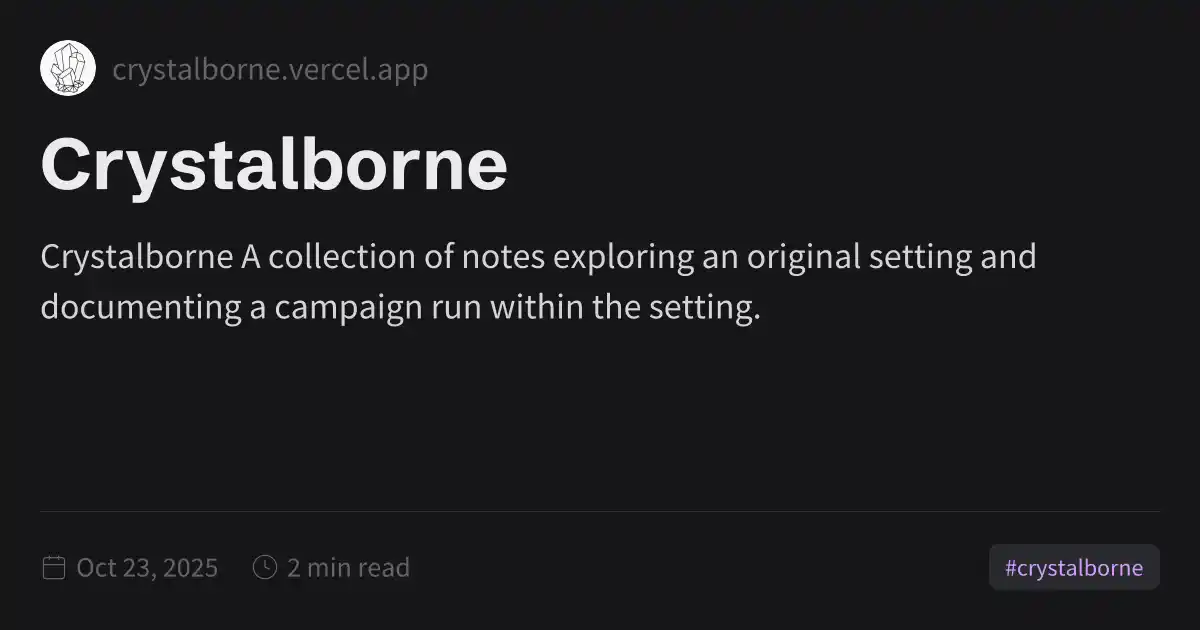 crystalborne.vercel.app
Crystalborne
Crystalborne A collection of notes exploring an original setting and
documenting a campaign run within the setting.
Oct 23, 2025 2 min read #crystalborne